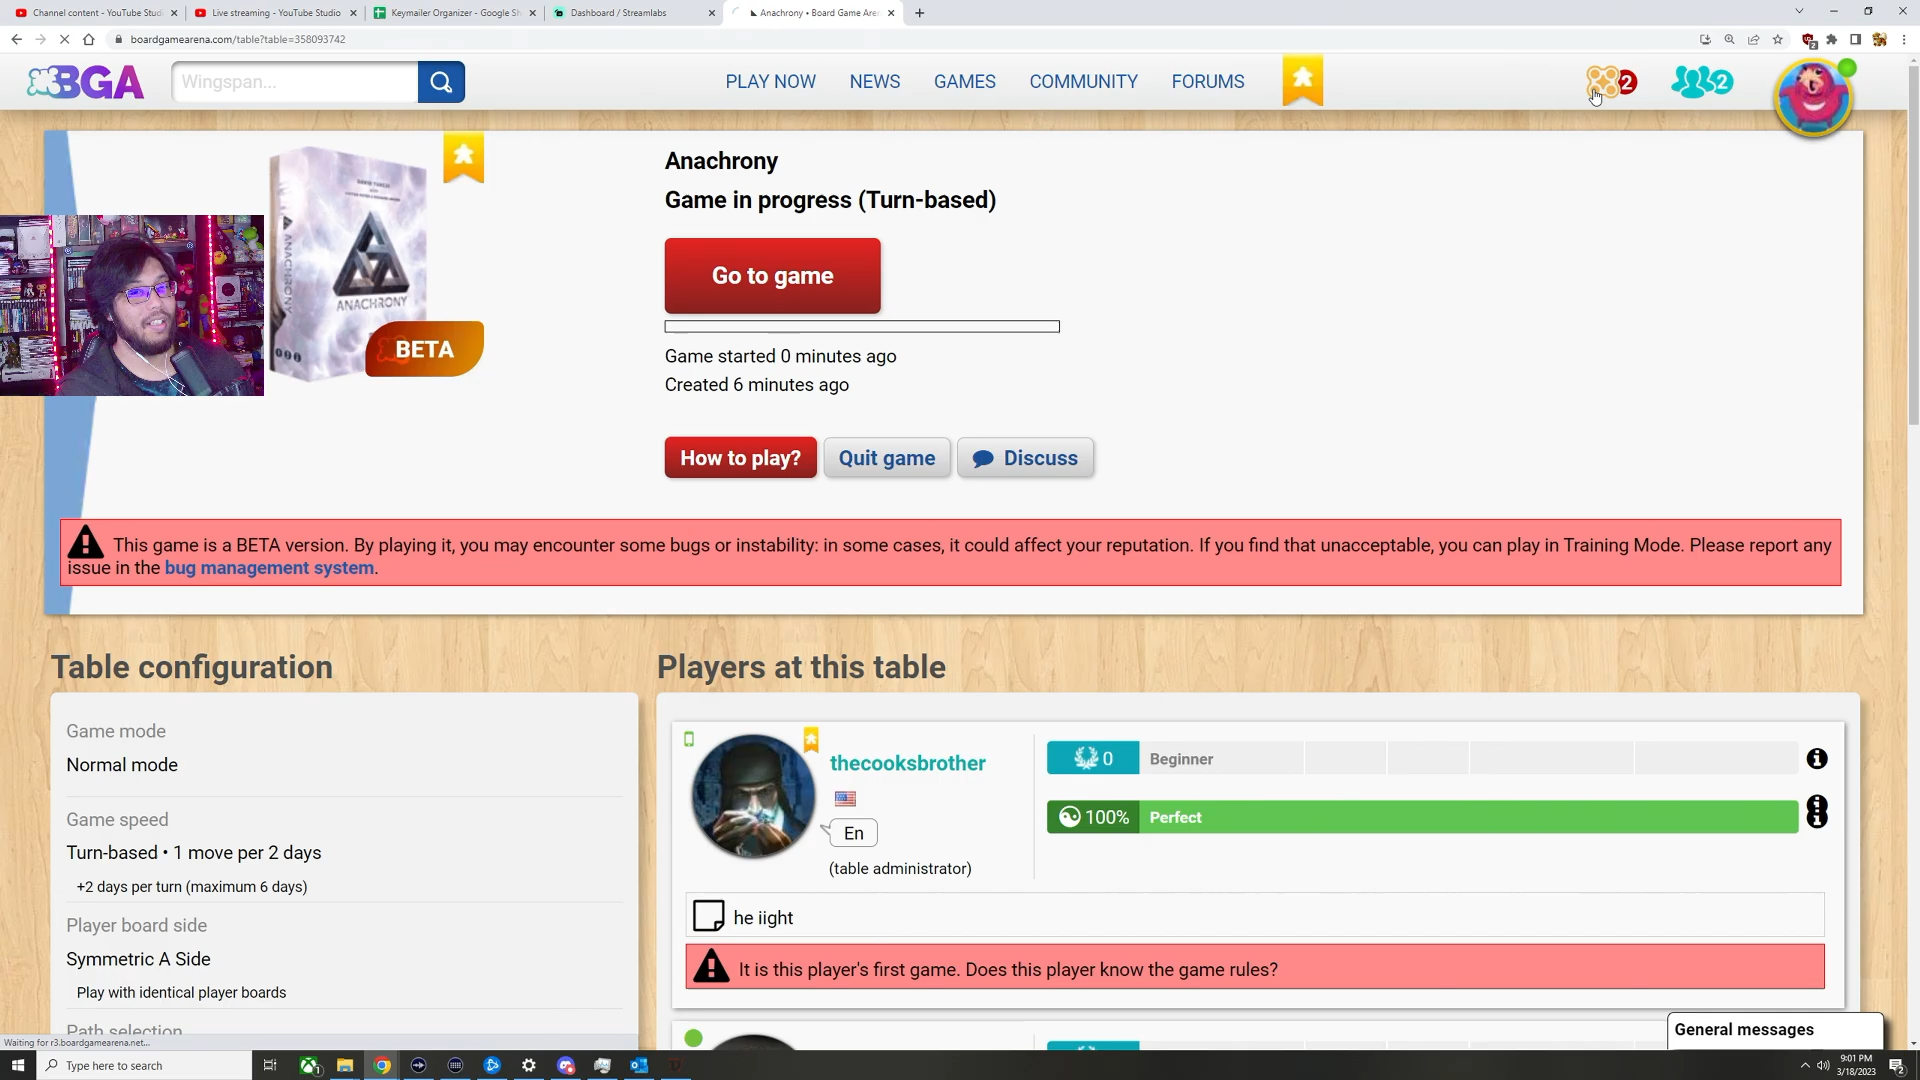 Channel content - YouTube Stud
Live streaming - YouTube Studio
Keymailer Organizer - Google Sh
Dashboard / Streamlabs
Anachrony • Board Game Aren
boardgamearena.com/table?table=358093742
BGA
Wingspan...
PLAY NOW
NEWS
GAMES
COMMUNITY
FORUMS
2
2
ANACHRONY
ANACHRONY
BETA
Anachrony
Game in progress (Turn-based)
Go to game
Game started 0 minutes ago
Created 6 minutes ago
How to play?
Quit game
Discuss
This game is a BETA version. By playing it, you may encounter some bugs or instability: in some cases, it could affect your reputation. If you find that unacceptable, you can play in Training Mode. Please report any
issue in the bug management system.
Table configuration
Game mode
Normal mode
Game speed
Turn-based • 1 move per 2 days
+2 days per turn (maximum 6 days)
Player board side
Symmetric A Side
Play with identical player boards
Path selection
Players at this table
thecooksbrother
En
(table administrator)
0
Beginner
100%
Perfect
he iight
It is this player's first game. Does this player know the game rules?
General messages
Waiting for r3.boardgamearena.net...
Type here to search
9:01 PM
3/18/2023